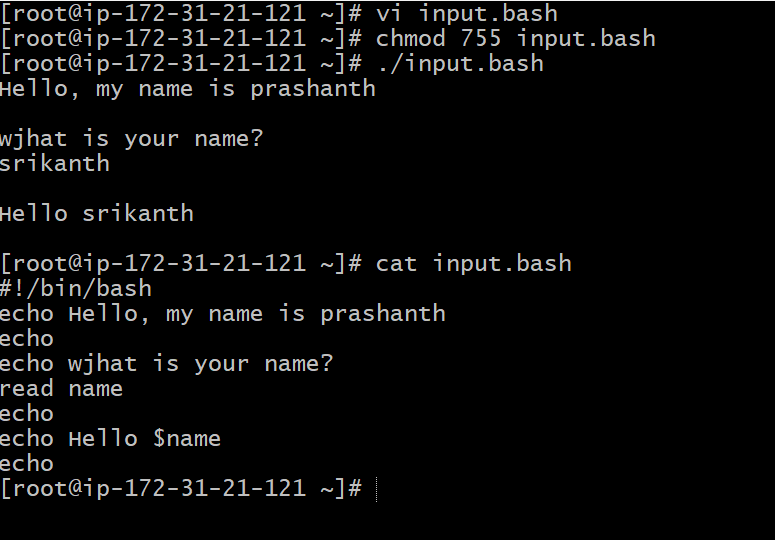 [root@ip-172-31-21-121 ~]# vi input.bash
[root@ip-172-31-21-121 ~]# chmod 755 input.bash
[root@ip-172-31-21-121 ~]# ./input.bash
Hello, my name is prashanth
wjhat is your name?
srikanth
Hello srikanth
[root@ip-172-31-21-121 ~]# cat input.bash
#!/bin/bash
echo Hello, my name is prashanth
echo
echo wjhat is your name?
read name
echo
echo Hello $name
echo
[root@ip-172-31-21-121 ~]#